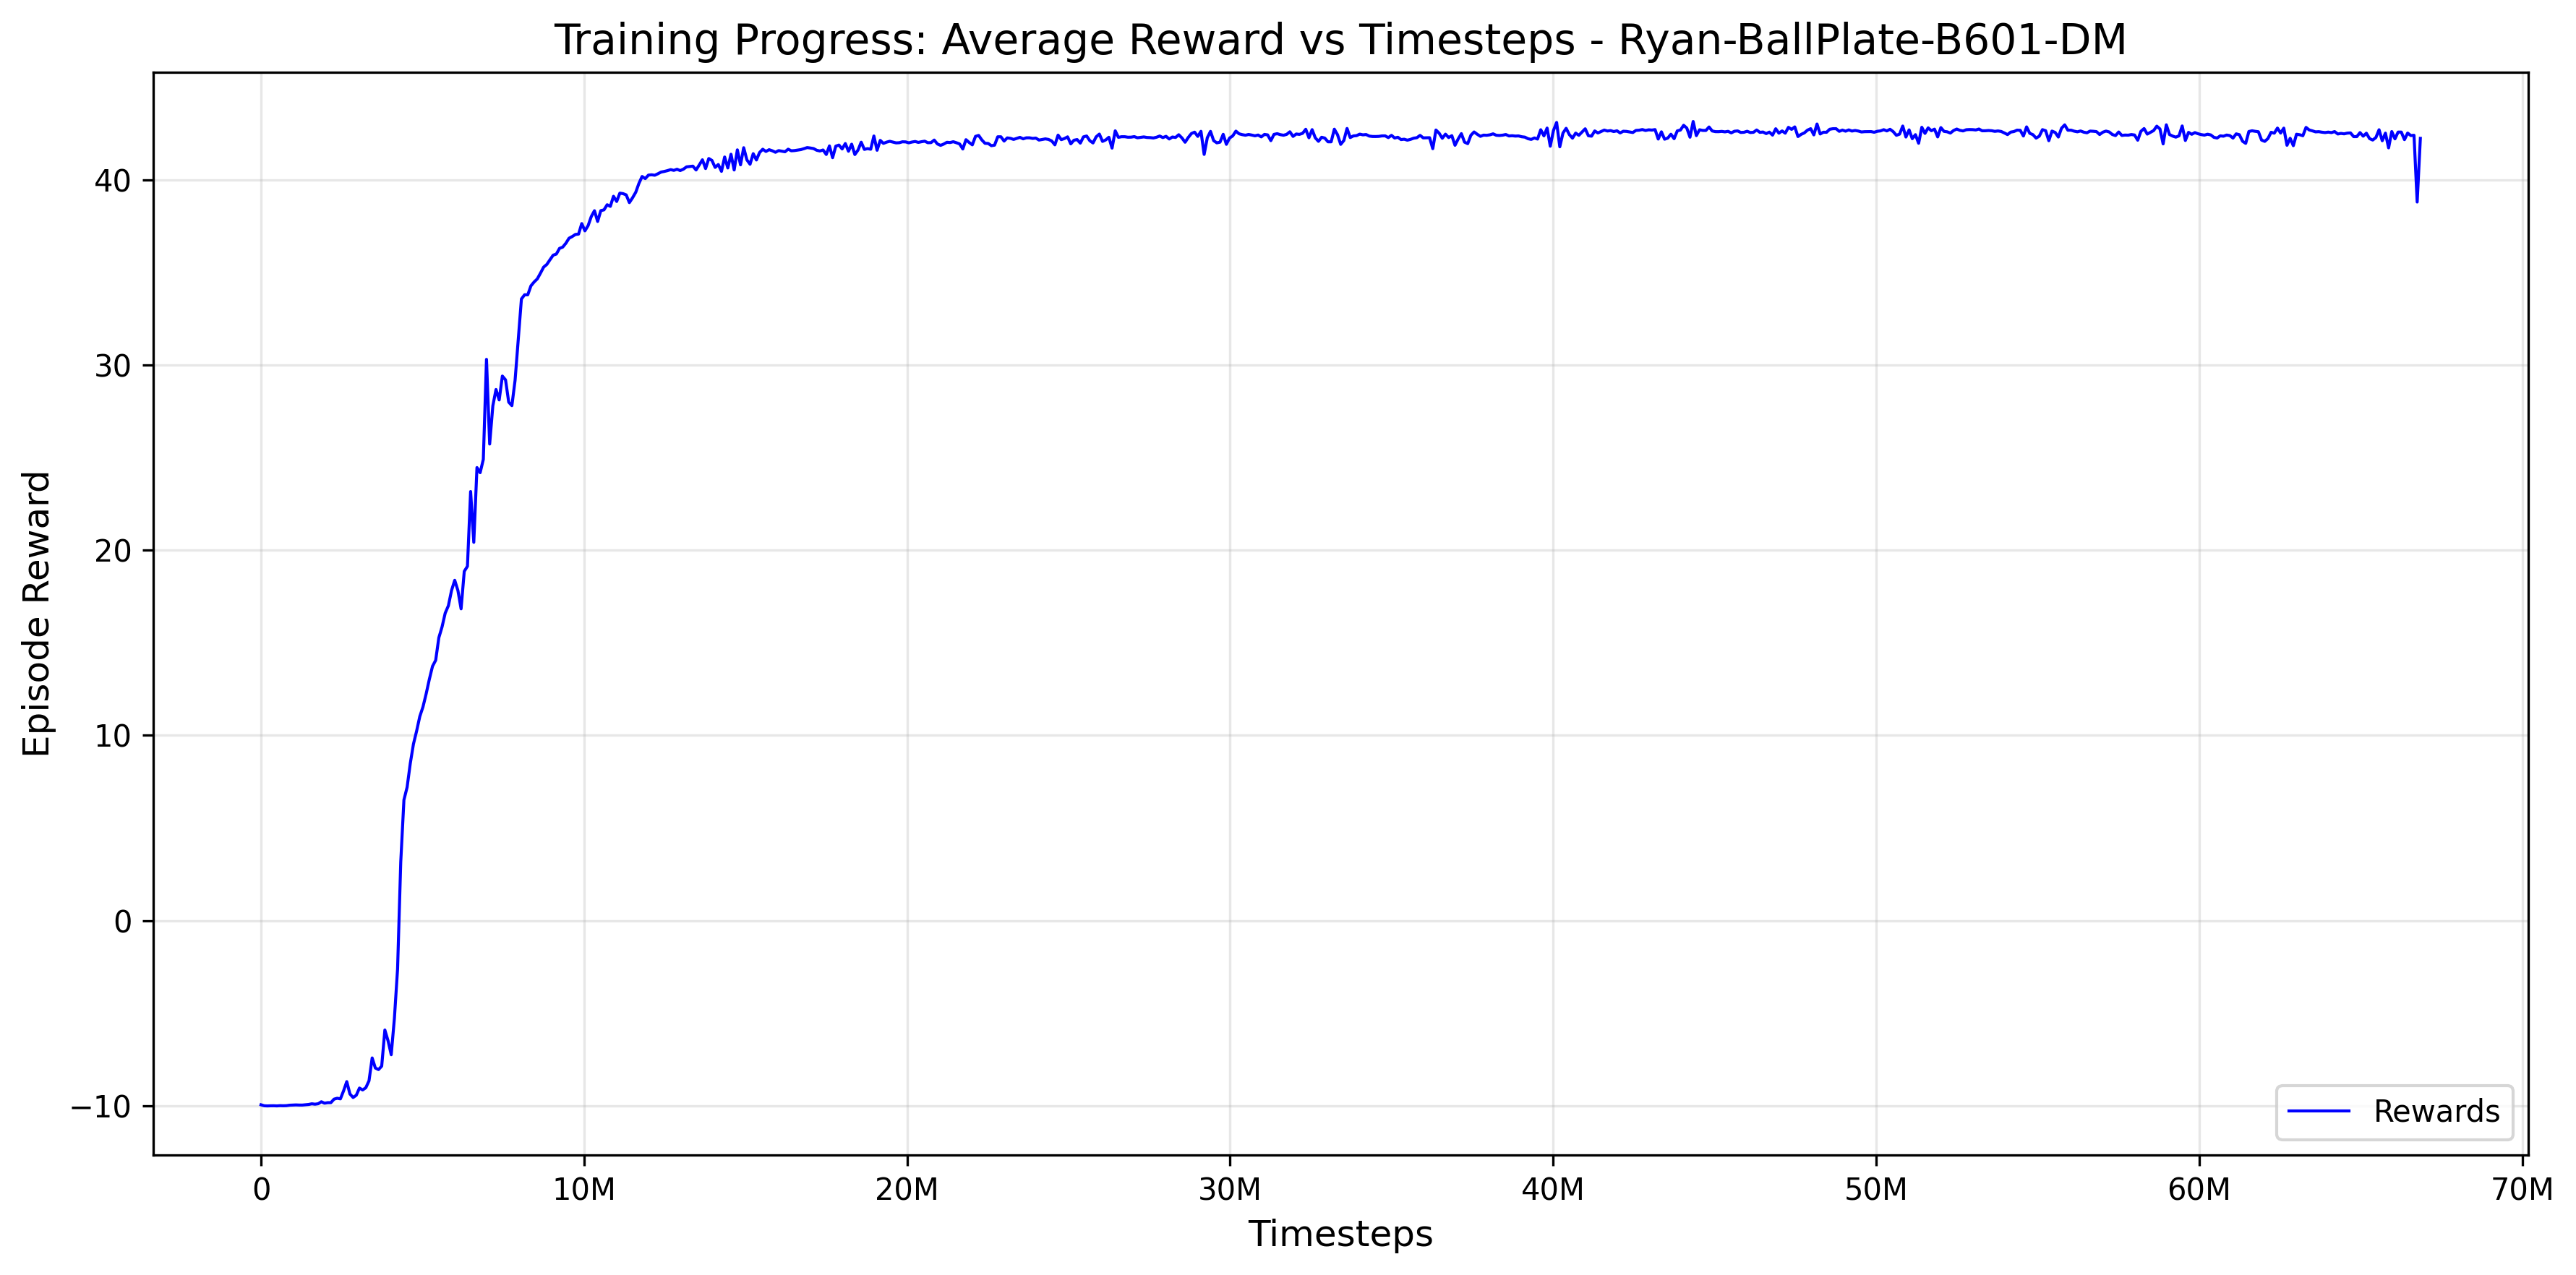 Training Progress: Average Reward vs Timesteps - Ryan-BallPlate-B601-DM
Episode Reward
40
30
20
10
0
−10
Rewards
0 10M 20M 30M 40M 50M 60M 70M
Timesteps